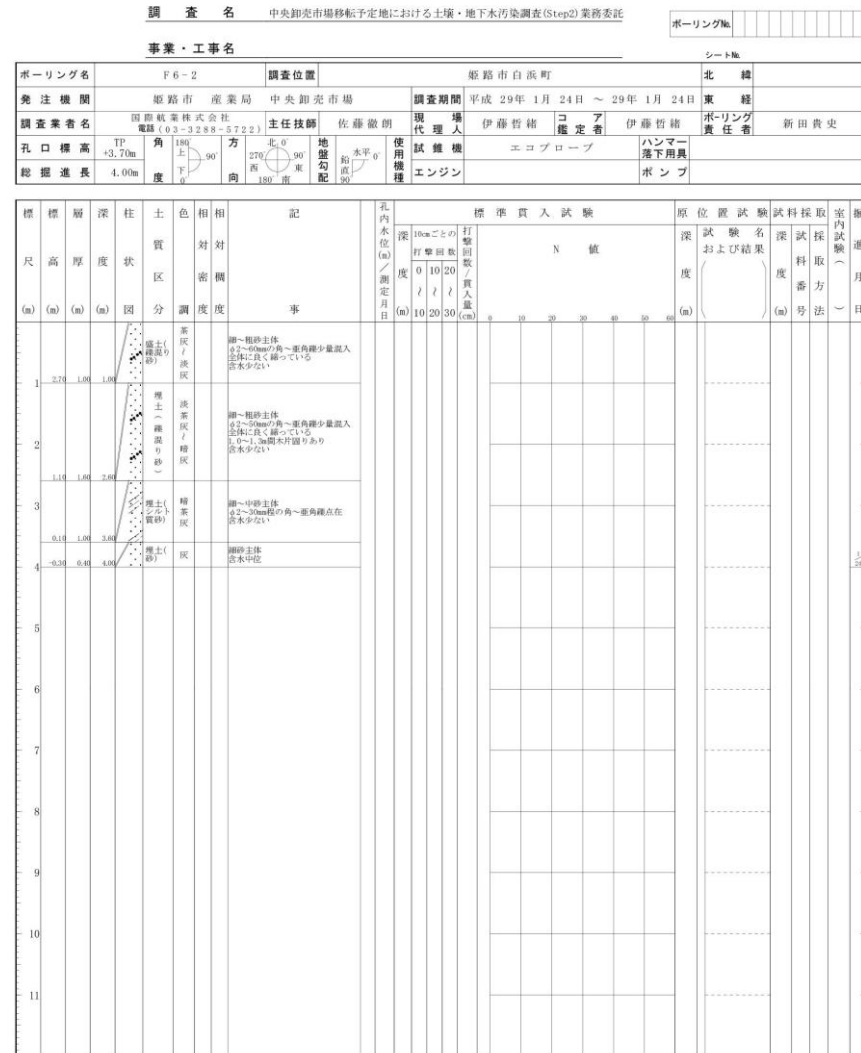 調 査 名 中央卸売市場移転予定地における土壌・地下水汚染調査(Step2)業務委託
ボーリングNo.
事業・工事名
シートNo.
ボーリング名 F6-2 調査位置 姫路市白浜町 北緯
発注機関 姫路市 産業局 中央卸売市場 調査期間 平成 29年 1月 24日 ～ 29年 1月 24日 東経
調査業者名 国際航業株式会社 電話(03-3288-5722) 主任技師 佐藤徹朗 現場代理人 伊藤哲緒 コア鑑定者 伊藤哲緒 ボーリング責任者 新田貴史
孔口標高 TP +3.70m 角度 180° 上 90° 下 0° 方向 北 0° 270° 西 90° 東 180° 南 地盤勾配 水平 0° 鉛直 90° 使用機種 試錐機 エコプローブ ハンマー落下用具
総掘進長 4.00m エンジン ポンプ
標尺(m) 標高(m) 層厚(m) 深度(m) 柱状図 土質区分 色調 相対密度 相対稠度 記事 孔内水位(m)/測定月日 標準貫入試験 原位置試験 試料採取 室内試験( ) 掘進月日
深度(m) 10cmごとの打撃回数 0～10 10～20 20～30 打撃回数/貫入量(cm) N 値 深度(m) 試験名および結果( ) 深度(m) 試料番号 採取方法
0 10 20 30 40 50 60
盛土(礫混り砂) 茶灰～淡灰 細～粗砂主体
φ2～60mmの角～亜角礫少量混入
全体に良く締っている
含水少ない
1 2.70 1.00 1.00
埋土(礫混り砂) 淡茶灰～暗灰 細～粗砂主体
φ2～50mmの角～亜角礫少量混入
全体に良く締っている
1.0～1.3m間木片固りあり
含水少ない
2
1.10 1.60 2.60
3 埋土(シルト質砂) 暗茶灰 細～中砂主体
φ2～30mm程の角～亜角礫点在
含水少ない
0.10 1.00 3.60
埋土(砂) 灰 細砂主体
含水中位
4 -0.30 0.40 4.00
5
6
7
8
9
10
11